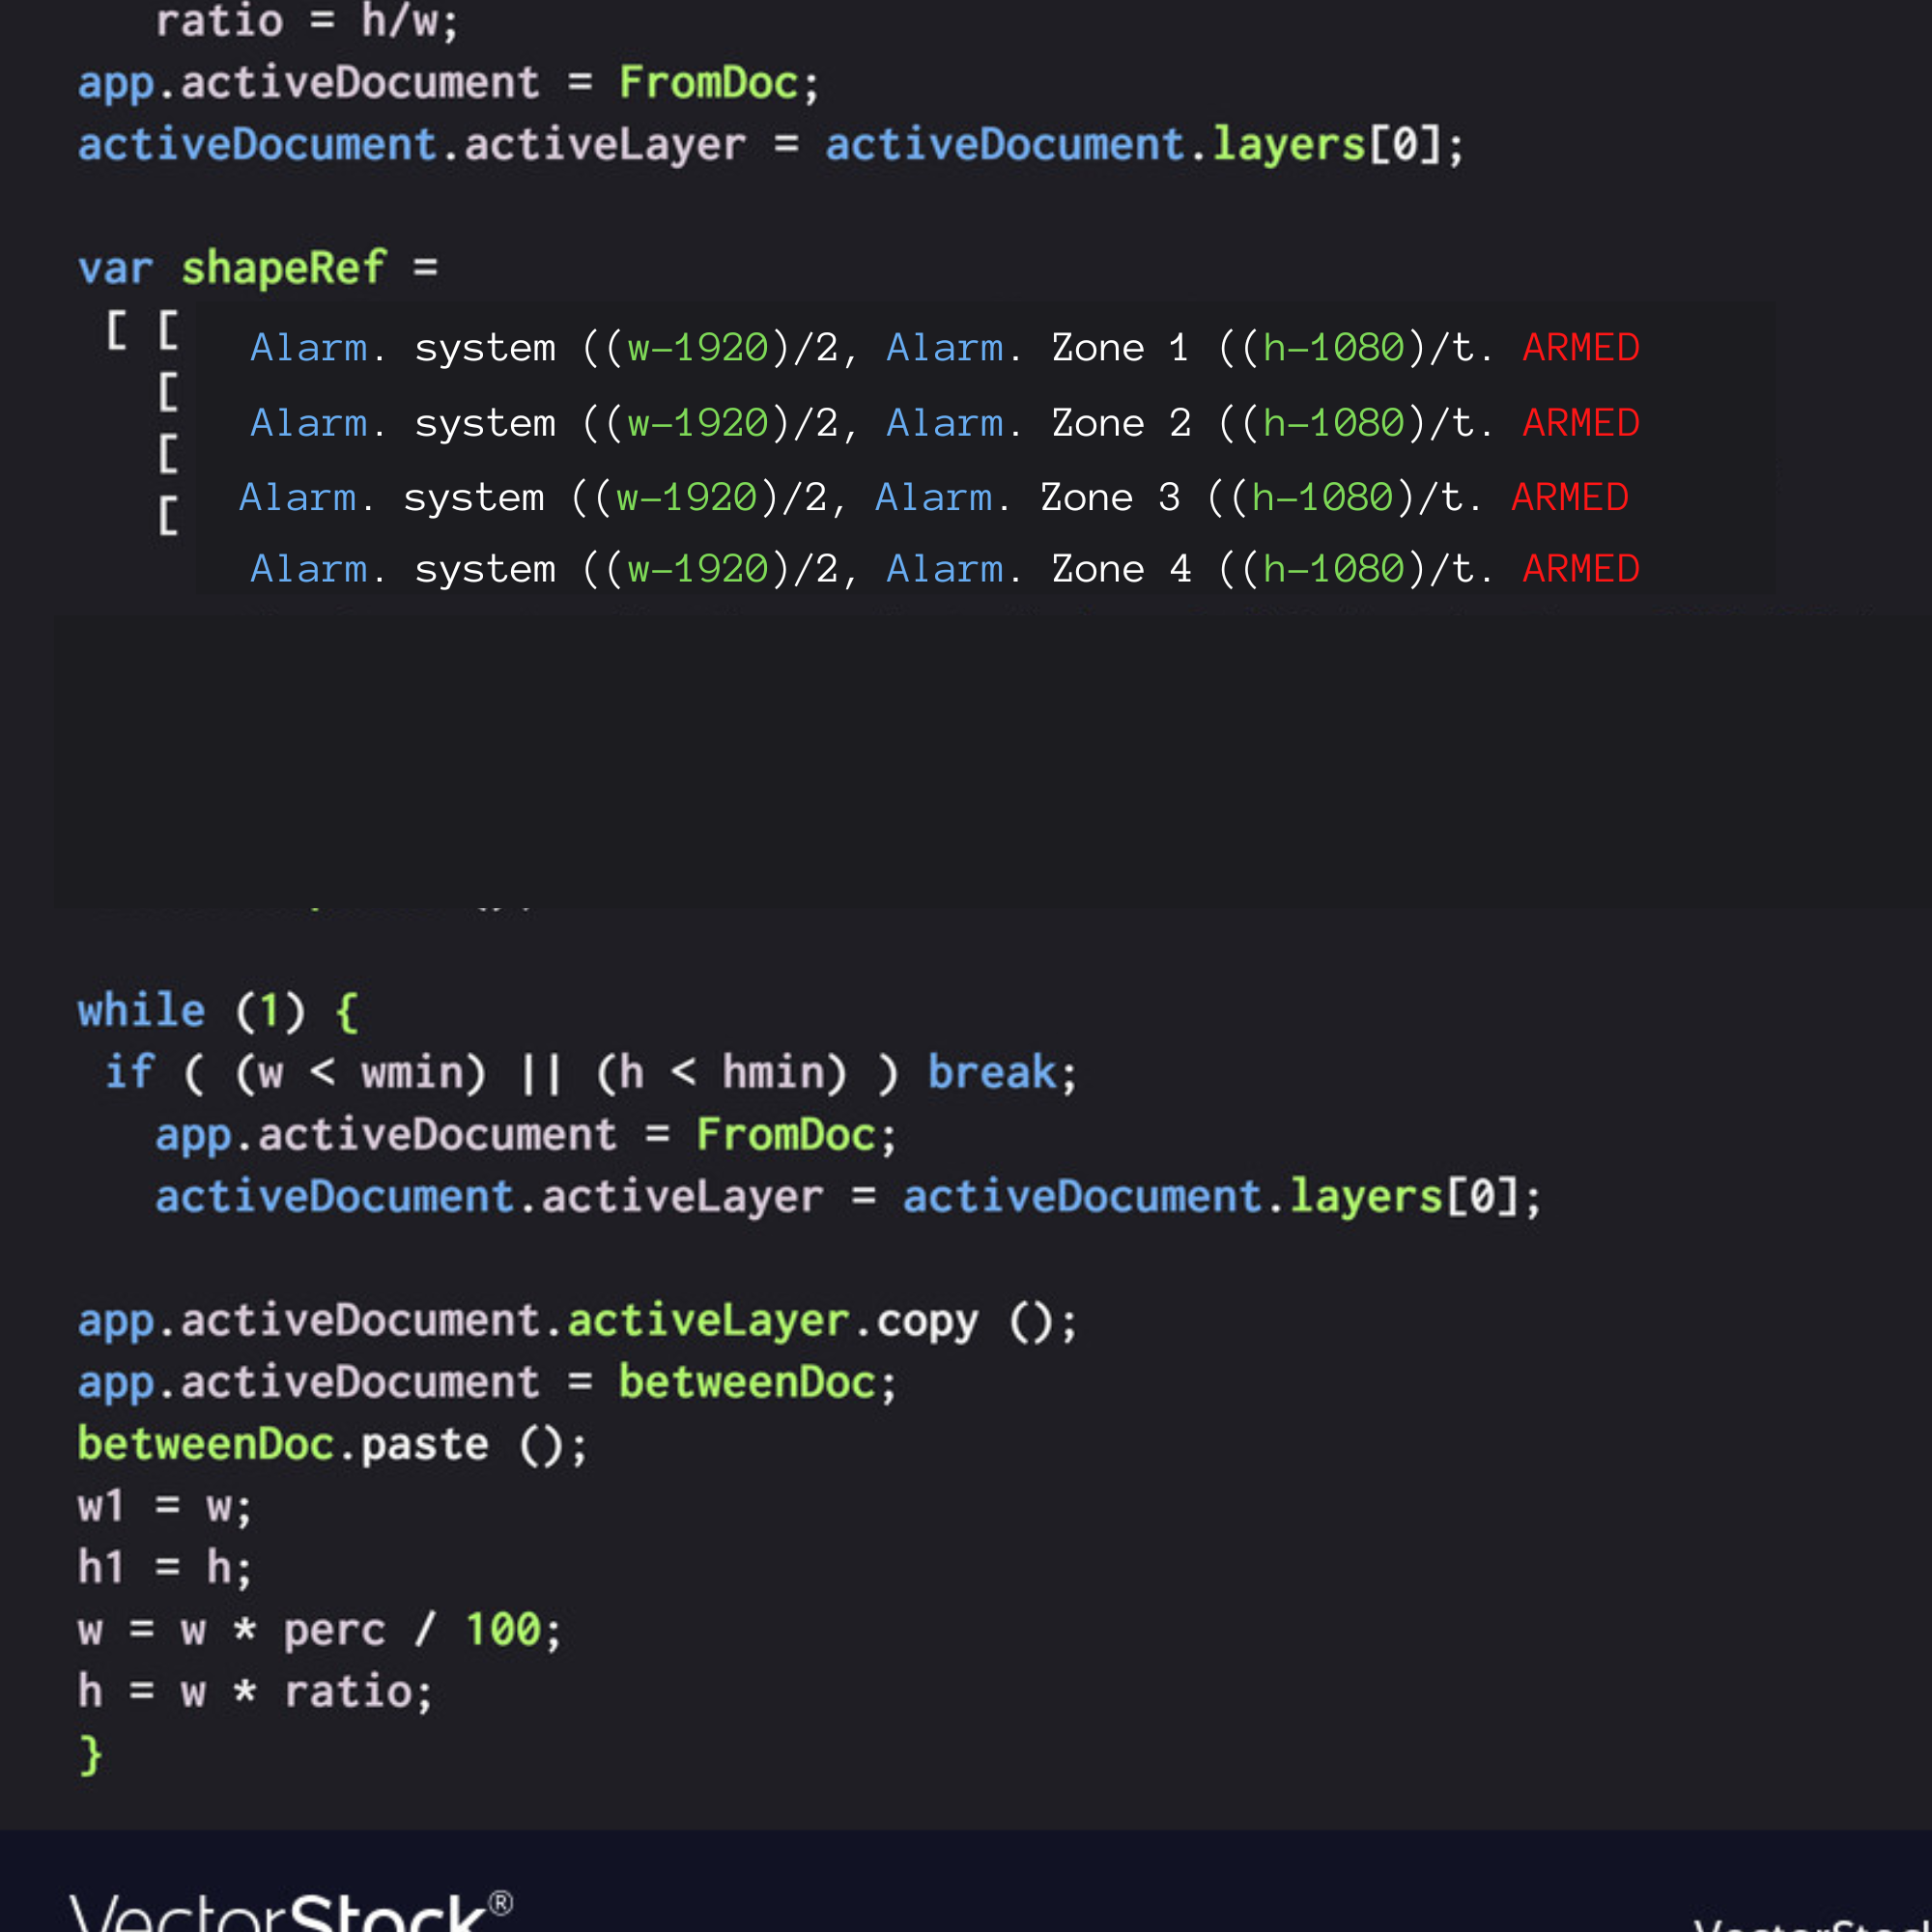 ratio = h/w;
app.activeDocument = FromDoc;
activeDocument.activeLayer = activeDocument.layers[0];
var shapeRef =
[ [ Alarm. system ((w-1920)/2, Alarm. Zone 1 ((h-1080)/t. ARMED
[ Alarm. system ((w-1920)/2, Alarm. Zone 2 ((h-1080)/t. ARMED
[ Alarm. system ((w-1920)/2, Alarm. Zone 3 ((h-1080)/t. ARMED
[ Alarm. system ((w-1920)/2, Alarm. Zone 4 ((h-1080)/t. ARMED
while (1) {
if ( (w < wmin) || (h < hmin) ) break;
app.activeDocument = FromDoc;
activeDocument.activeLayer = activeDocument.layers[0];
app.activeDocument.activeLayer.copy ();
app.activeDocument = betweenDoc;
betweenDoc.paste ();
w1 = w;
h1 = h;
w = w * perc / 100;
h = w * ratio;
}
VectorStock® VectorStock